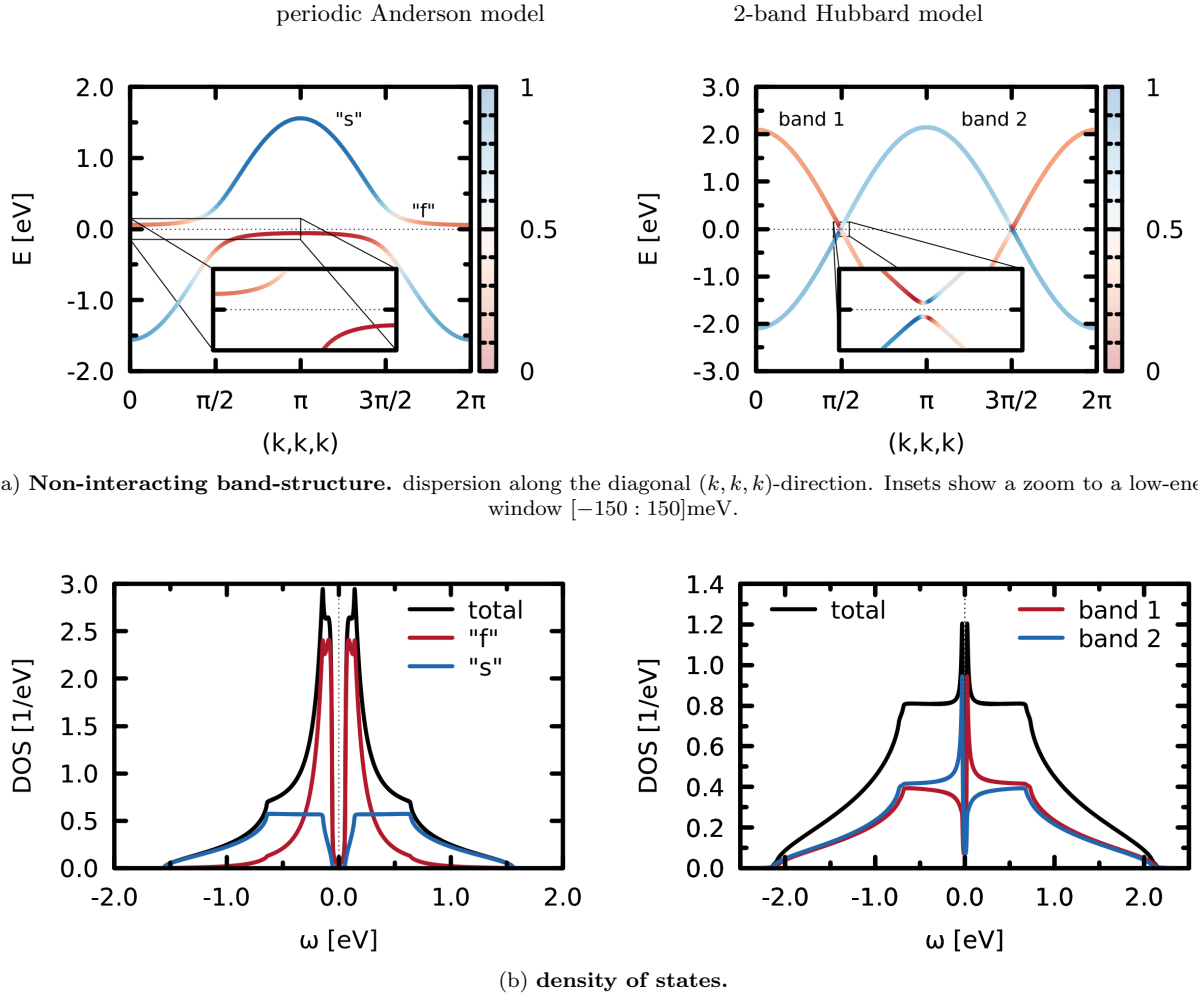 periodic Anderson model
2-band Hubbard model
2.0
1.0
0.0
-1.0
-2.0
E [eV]
"s"
"f"
0
π/2
π
3π/2
2π
(k,k,k)
1
0.5
0
3.0
2.0
1.0
0.0
-1.0
-2.0
-3.0
E [eV]
band 1
band 2
0
π/2
π
3π/2
2π
(k,k,k)
1
0.5
0
a) Non-interacting band-structure. dispersion along the diagonal (k, k, k)-direction. Insets show a zoom to a low-ene
window [−150 : 150]meV.
3.0
2.5
2.0
1.5
1.0
0.5
0.0
DOS [1/eV]
total
"f"
"s"
-2.0
-1.0
0.0
1.0
2.0
ω [eV]
1.4
1.2
1.0
0.8
0.6
0.4
0.2
0.0
DOS [1/eV]
total
band 1
band 2
-2.0
-1.0
0.0
1.0
2.0
ω [eV]
(b) density of states.